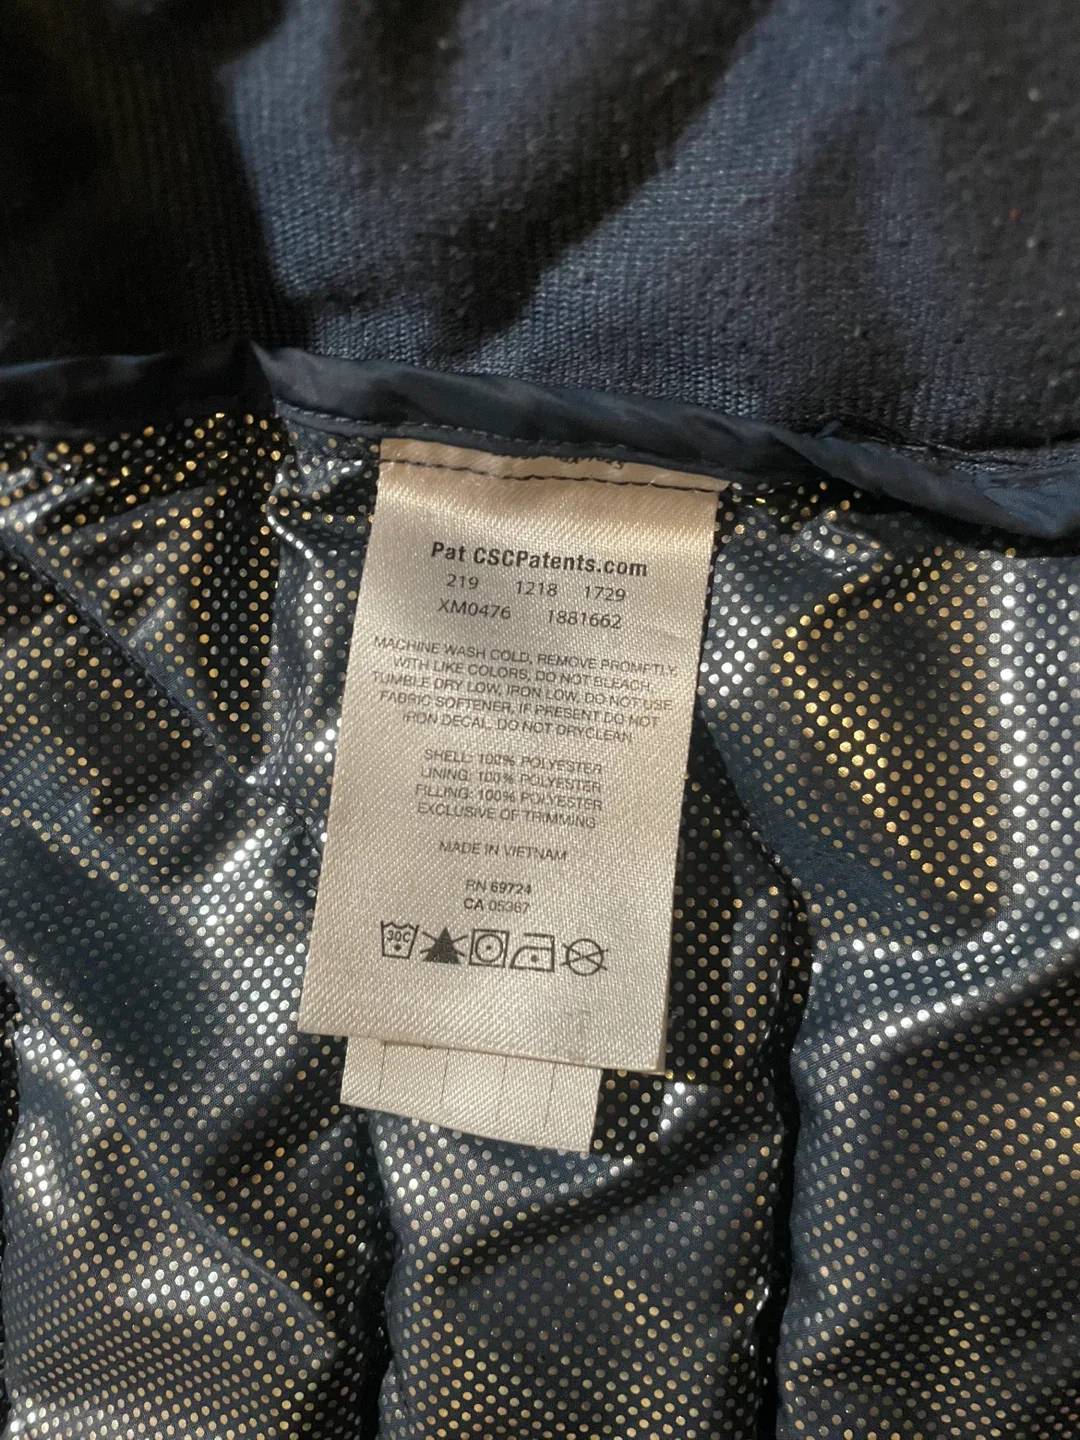 Pat CSCPatents.com
219 1218 1729
XM0476 1881662
MACHINE WASH COLD, REMOVE PROMPTLY,
WITH LIKE COLORS, DO NOT BLEACH,
TUMBLE DRY LOW, IRON LOW, DO NOT USE
FABRIC SOFTENER, IF PRESENT DO NOT
IRON DECAL. DO NOT DRYCLEAN.
SHELL: 100% POLYESTER
LINING: 100% POLYESTER
FILLING: 100% POLYESTER
EXCLUSIVE OF TRIMMING
MADE IN VIETNAM
RN 69724
CA 05367
30C